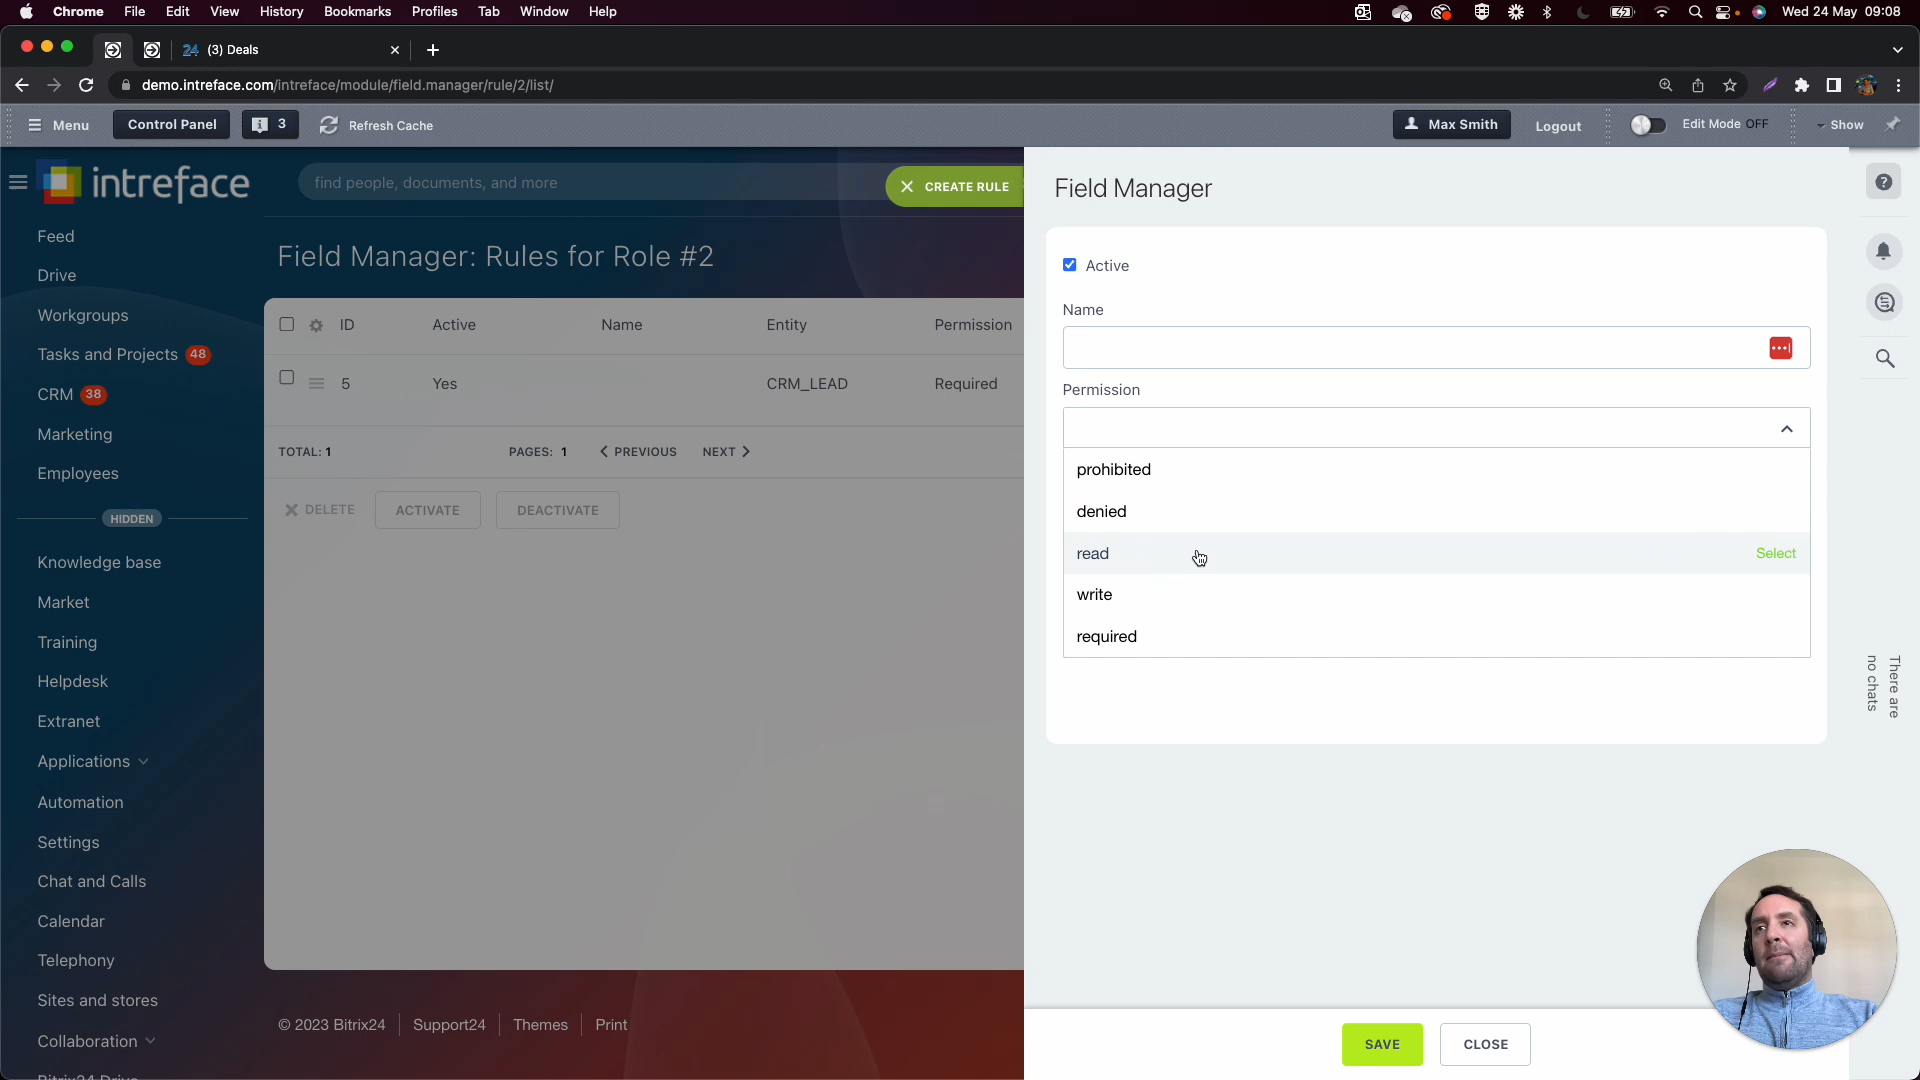 Chrome File Edit View History Bookmarks Profiles Tab Window Help Wed 24 May 09:08
24 (3) Deals
demo.intreface.com/intreface/module/field.manager/rule/2/list/
Menu Control Panel 3 Refresh Cache Max Smith Logout Edit Mode OFF Show
intreface
find people, documents, and more
CREATE RULE
Feed
Drive
Workgroups
Tasks and Projects 48
CRM 38
Marketing
Employees
HIDDEN
Knowledge base
Market
Training
Helpdesk
Extranet
Applications
Automation
Settings
Chat and Calls
Calendar
Telephony
Sites and stores
Collaboration
Bitrix24 Drive
Field Manager: Rules for Role #2
ID Active Name Entity Permission
5 Yes CRM_LEAD Required
TOTAL: 1 PAGES: 1 PREVIOUS NEXT
DELETE ACTIVATE DEACTIVATE
© 2023 Bitrix24 Support24 Themes Print
Field Manager
Active
Name
Permission
prohibited
denied
read Select
write
required
SAVE CLOSE
There are
no chats